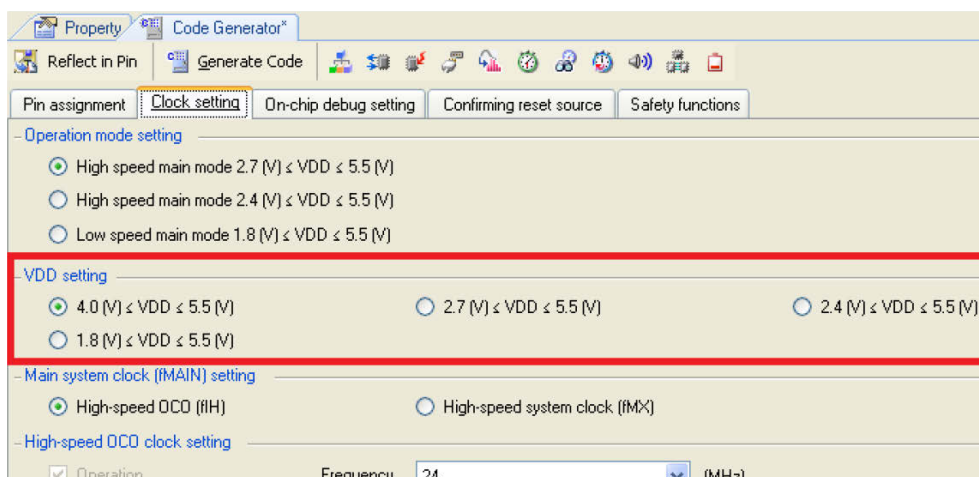 Property Code Generator*
Reflect in Pin Generate Code
Pin assignment Clock setting On-chip debug setting Confirming reset source Safety functions
Operation mode setting
High speed main mode 2.7 (V) ≤ VDD ≤ 5.5 (V)
High speed main mode 2.4 (V) ≤ VDD ≤ 5.5 (V)
Low speed main mode 1.8 (V) ≤ VDD ≤ 5.5 (V)
VDD setting
4.0 (V) ≤ VDD ≤ 5.5 (V) 2.7 (V) ≤ VDD ≤ 5.5 (V) 2.4 (V) ≤ VDD ≤ 5.5 (V)
1.8 (V) ≤ VDD ≤ 5.5 (V)
Main system clock (fMAIN) setting
High-speed OCO (fIH) High-speed system clock (fMX)
High-speed OCO clock setting
Operation Frequency 24 (MHz)